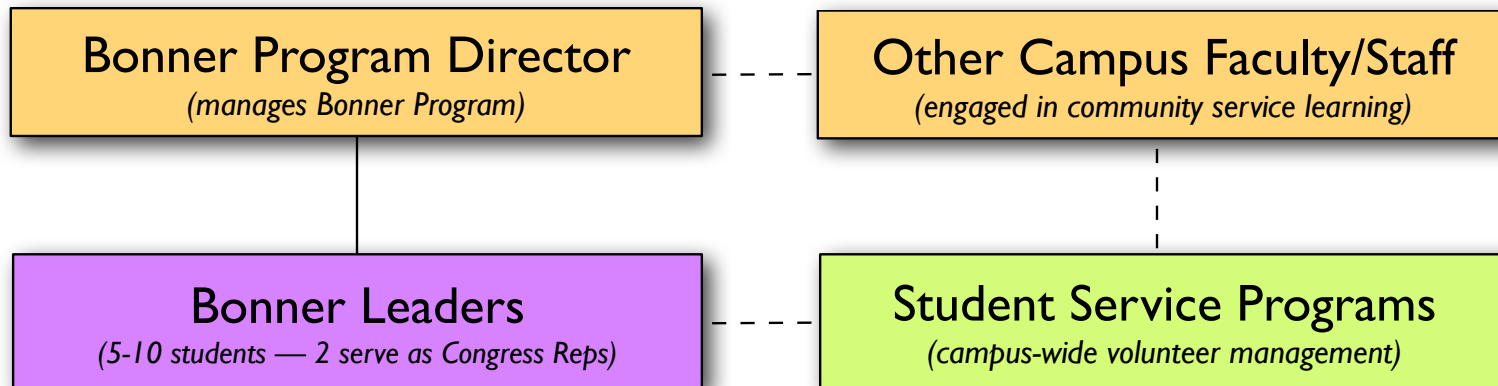 Bonner Program Director
(manages Bonner Program)
Other Campus Faculty/Staff
(engaged in community service learning)
Bonner Leaders
(5-10 students — 2 serve as Congress Reps)
Student Service Programs
(campus-wide volunteer management)